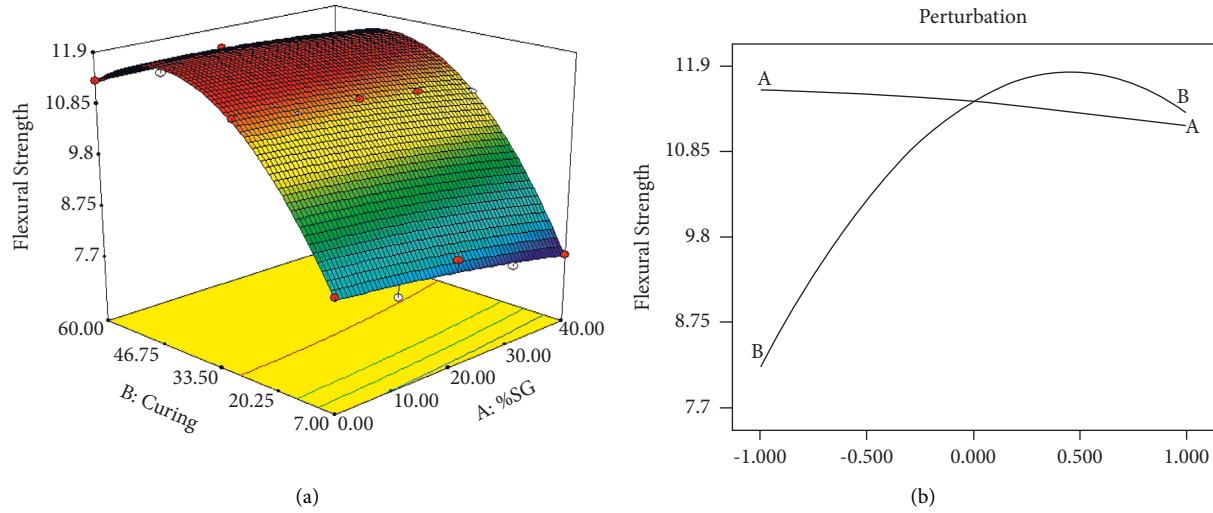 11.9
10.85
9.8
8.75
7.7
Flexural Strength
60.00
46.75
33.50
20.25
7.00
B: Curing
0.00
10.00
20.00
30.00
40.00
A: %SG
(a)
Perturbation
11.9
10.85
9.8
8.75
7.7
Flexural Strength
A
B
B
A
-1.000 -0.500 0.000 0.500 1.000
(b)